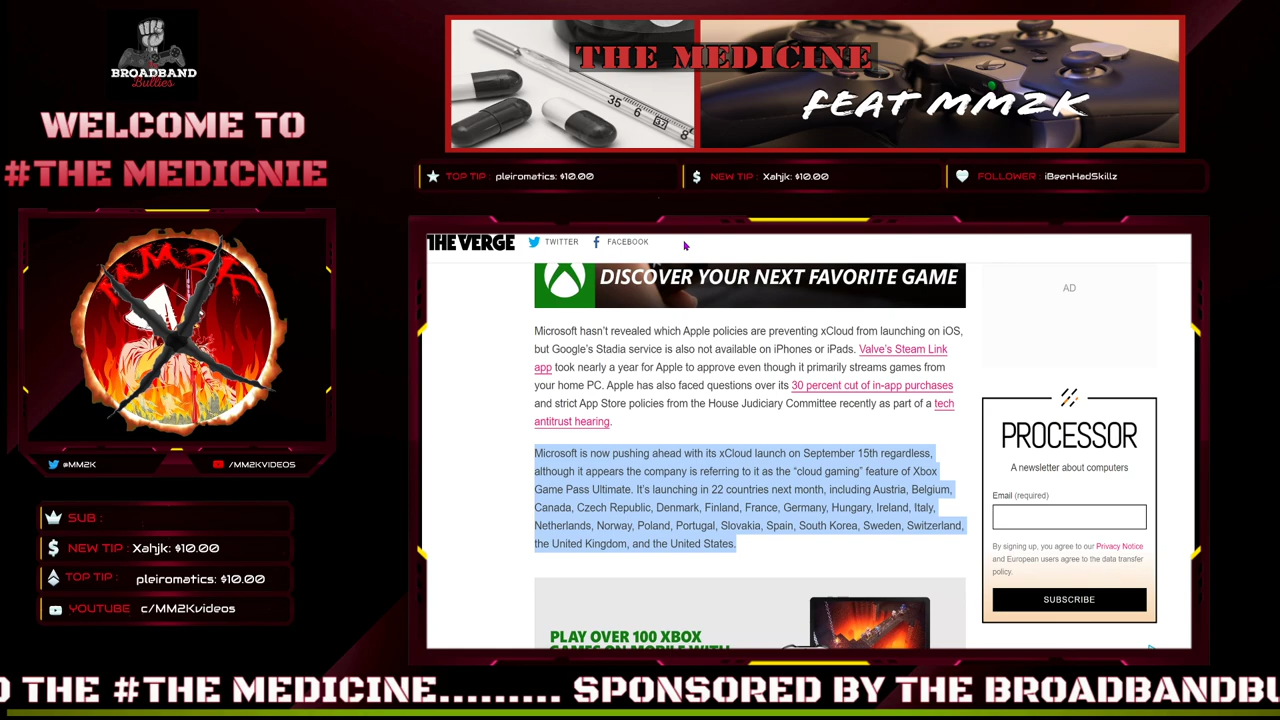 BROADBAND
Bullies
WELCOME TO
#THE MEDICNIE
MM2K
@MM2K
/MM2KVIDEOS
SUB :
NEW TIP : Xahjk: $10.00
TOP TIP : pleiromatics: $10.00
YOUTUBE c/MM2Kvideos
THE MEDICINE
FEAT MM2K
35 6 37 8
TOP TIP : pleiromatics: $10.00
NEW TIP : Xahjk: $10.00
FOLLOWER : iBeenHadSkillz
THE VERGE
TWITTER
FACEBOOK
DISCOVER YOUR NEXT FAVORITE GAME
Microsoft hasn’t revealed which Apple policies are preventing xCloud from launching on iOS,
but Google’s Stadia service is also not available on iPhones or iPads. Valve’s Steam Link
app took nearly a year for Apple to approve even though it primarily streams games from
your home PC. Apple has also faced questions over its 30 percent cut of in-app purchases
and strict App Store policies from the House Judiciary Committee recently as part of a tech
antitrust hearing.
Microsoft is now pushing ahead with its xCloud launch on September 15th regardless,
although it appears the company is referring to it as the “cloud gaming” feature of Xbox
Game Pass Ultimate. It’s launching in 22 countries next month, including Austria, Belgium,
Canada, Czech Republic, Denmark, Finland, France, Germany, Hungary, Ireland, Italy,
Netherlands, Norway, Poland, Portugal, Slovakia, Spain, South Korea, Sweden, Switzerland,
the United Kingdom, and the United States.
PLAY OVER 100 XBOX
GAMES ON MOBILE WITH
AD
PROCESSOR
A newsletter about computers
Email (required)
By signing up, you agree to our Privacy Notice
and European users agree to the data transfer
policy.
SUBSCRIBE
O THE #THE MEDICINE......... SPONSORED BY THE BROADBANDBU